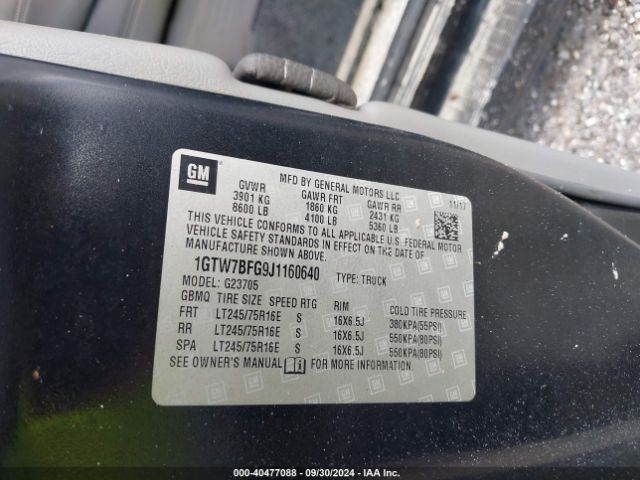 GM
MFD BY GENERAL MOTORS LLC 11/17
GVWR GAWR FRT GAWR RR
3901 KG 1860 KG 2431 KG
8600 LB 4100 LB 5360 LB
THIS VEHICLE CONFORMS TO ALL APPLICABLE U.S. FEDERAL MOTOR
VEHICLE SAFETY STANDARDS IN EFFECT ON THE DATE OF
MANUFACTURE SHOWN ABOVE.
1GTW7BFG9J1160640 TYPE: TRUCK
MODEL: G23705
GBMQ TIRE SIZE SPEED RTG RIM COLD TIRE PRESSURE
FRT LT245/75R16E S 16X6.5J 380KPA(55PSI)
RR LT245/75R16E S 16X6.5J 550KPA(80PSI)
SPA LT245/75R16E S 16X6.5J 550KPA(80PSI)
SEE OWNER'S MANUAL FOR MORE INFORMATION.
000-40477088 - 09/30/2024 - IAA Inc.